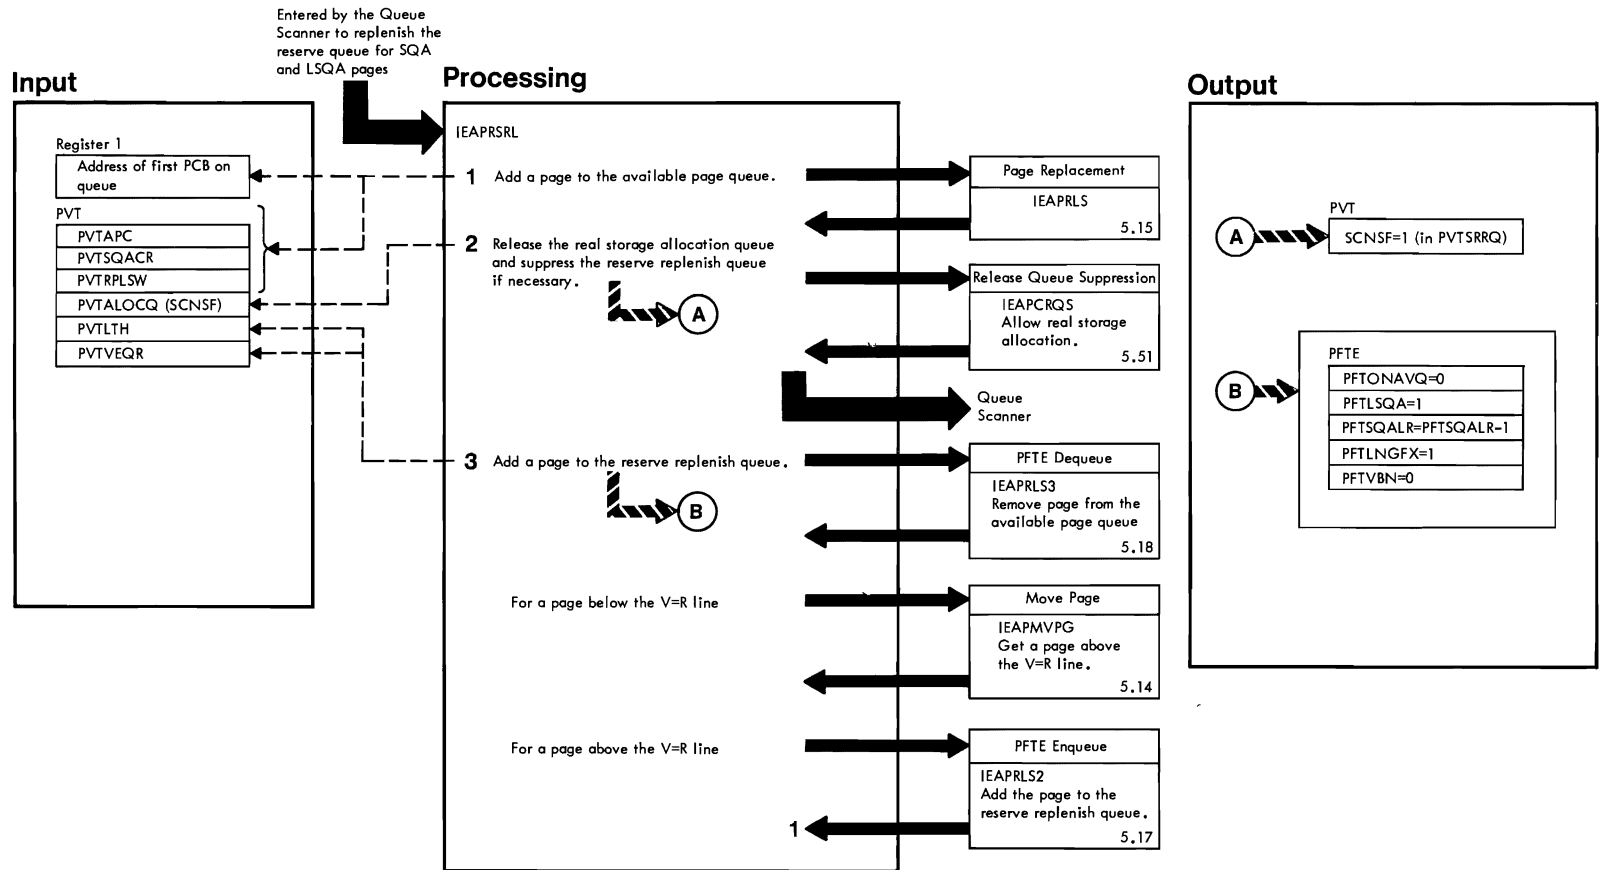 Entered by the Queue
Scanner to replenish the
reserve queue for SQA
and LSQA pages
Input
Register 1
Address of first PCB on
queue
PVT
PVTAPC
PVTSQACR
PVTRPLSW
PVTALOCQ (SCNSF)
PVTLTH
PVTVEQR
Processing
IEAPRSRL
1 Add a page to the available page queue.
2 Release the real storage allocation queue
and suppress the reserve replenish queue
if necessary.
A
3 Add a page to the reserve replenish queue.
B
For a page below the V=R line
For a page above the V=R line
1
Page Replacement
IEAPRLS
5.15
Release Queue Suppression
IEAPCRQS
Allow real storage
allocation.
5.51
Queue
Scanner
PFTE Dequeue
IEAPRLS3
Remove page from the
available page queue
5.18
Move Page
IEAPMVPG
Get a page above
the V=R line.
5.14
PFTE Enqueue
IEAPRLS2
Add the page to the
reserve replenish queue.
5.17
Output
A
PVT
SCNSF=1 (in PVTSRRQ)
B
PFTE
PFTONAVQ=0
PFTLSQA=1
PFTSQALR=PFTSQALR-1
PFTLNGFX=1
PFTVBN=0